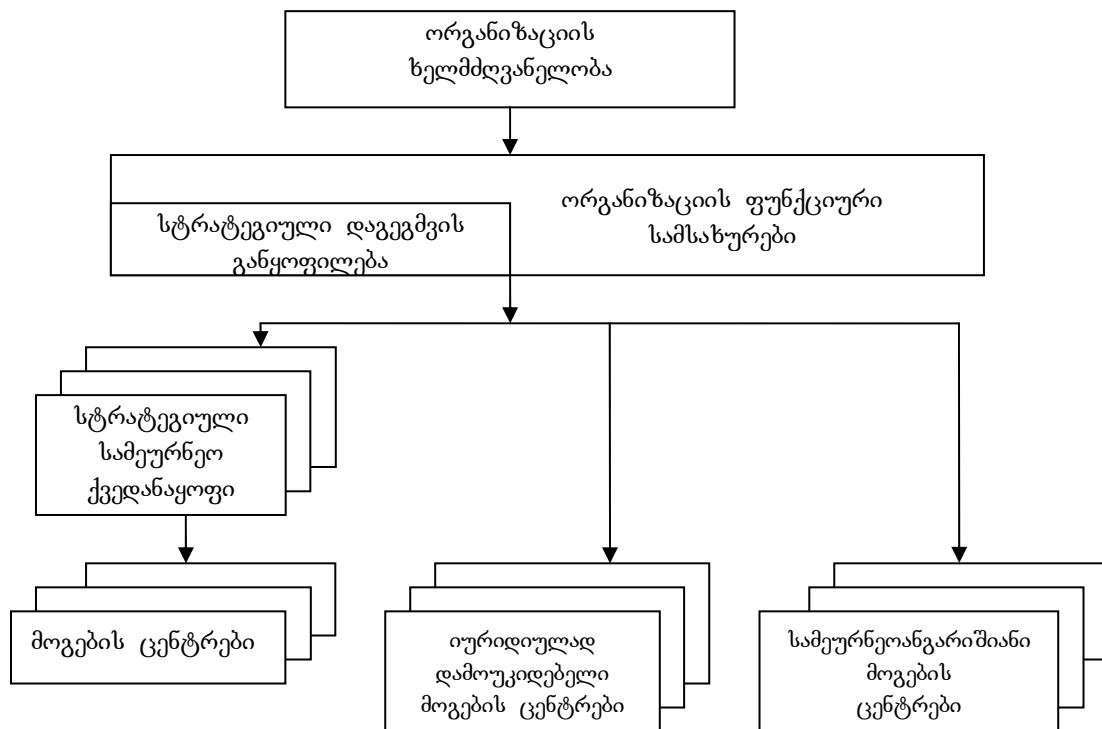 ორგანიზაციის
ხელმძღვანელობა
ორგანიზაციის ფუნქციური
სამსახურები
სტრატეგიული დაგეგმვის
განყოფილება
სტრატეგიული
სამეურნეო
ქვედანაყოფი
მოგების ცენტრები
იურიდიულად
დამოუკიდებელი
მოგების ცენტრები
სამეურნეოანგარიშიანი
მოგების
ცენტრები